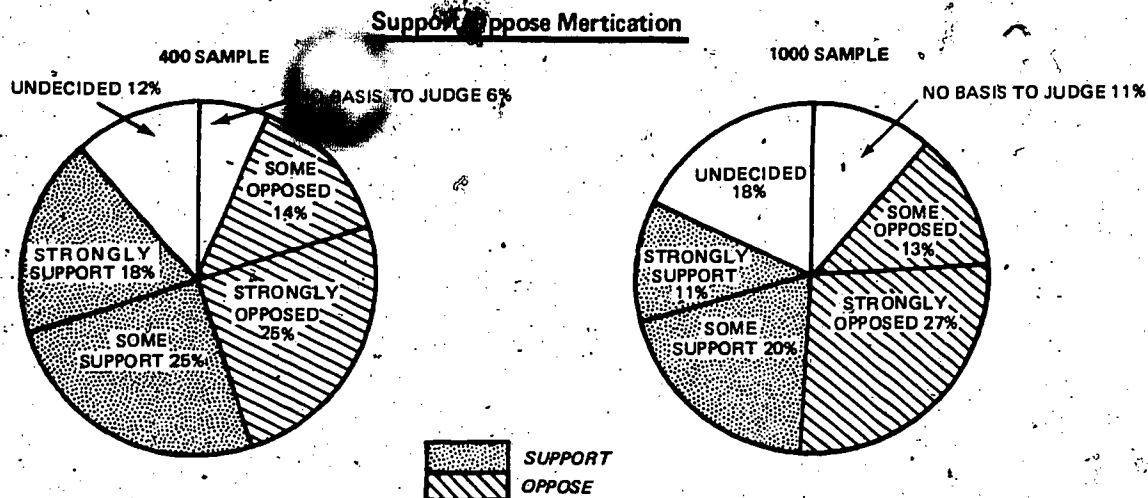 Support Oppose Mertication
400 SAMPLE
UNDECIDED 12%
BASIS TO JUDGE 6%
SOME
OPPOSED
14%
STRONGLY
SUPPORT 18%
STRONGLY
OPPOSED
25%
SOME
SUPPORT 25%
1000 SAMPLE
NO BASIS TO JUDGE 11%
UNDECIDED
18%
SOME
OPPOSED
13%
STRONGLY
SUPPORT
11%
STRONGLY
OPPOSED 27%
SOME
SUPPORT 20%
SUPPORT
OPPOSE